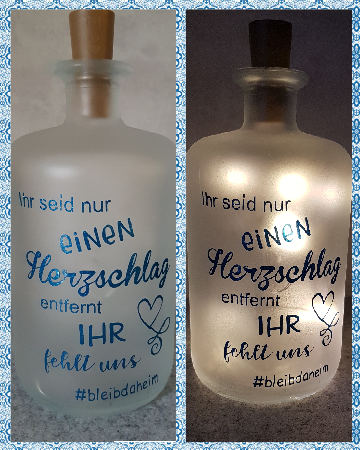 Ihr seid nur
eiNeN
Herzschlag
entfernt
IHR
fehlt uns
#bleibdaheim
Ihr seid nur
eiNeN
Herzschlag
entfernt
IHR
fehlt uns
#bleibdaheim